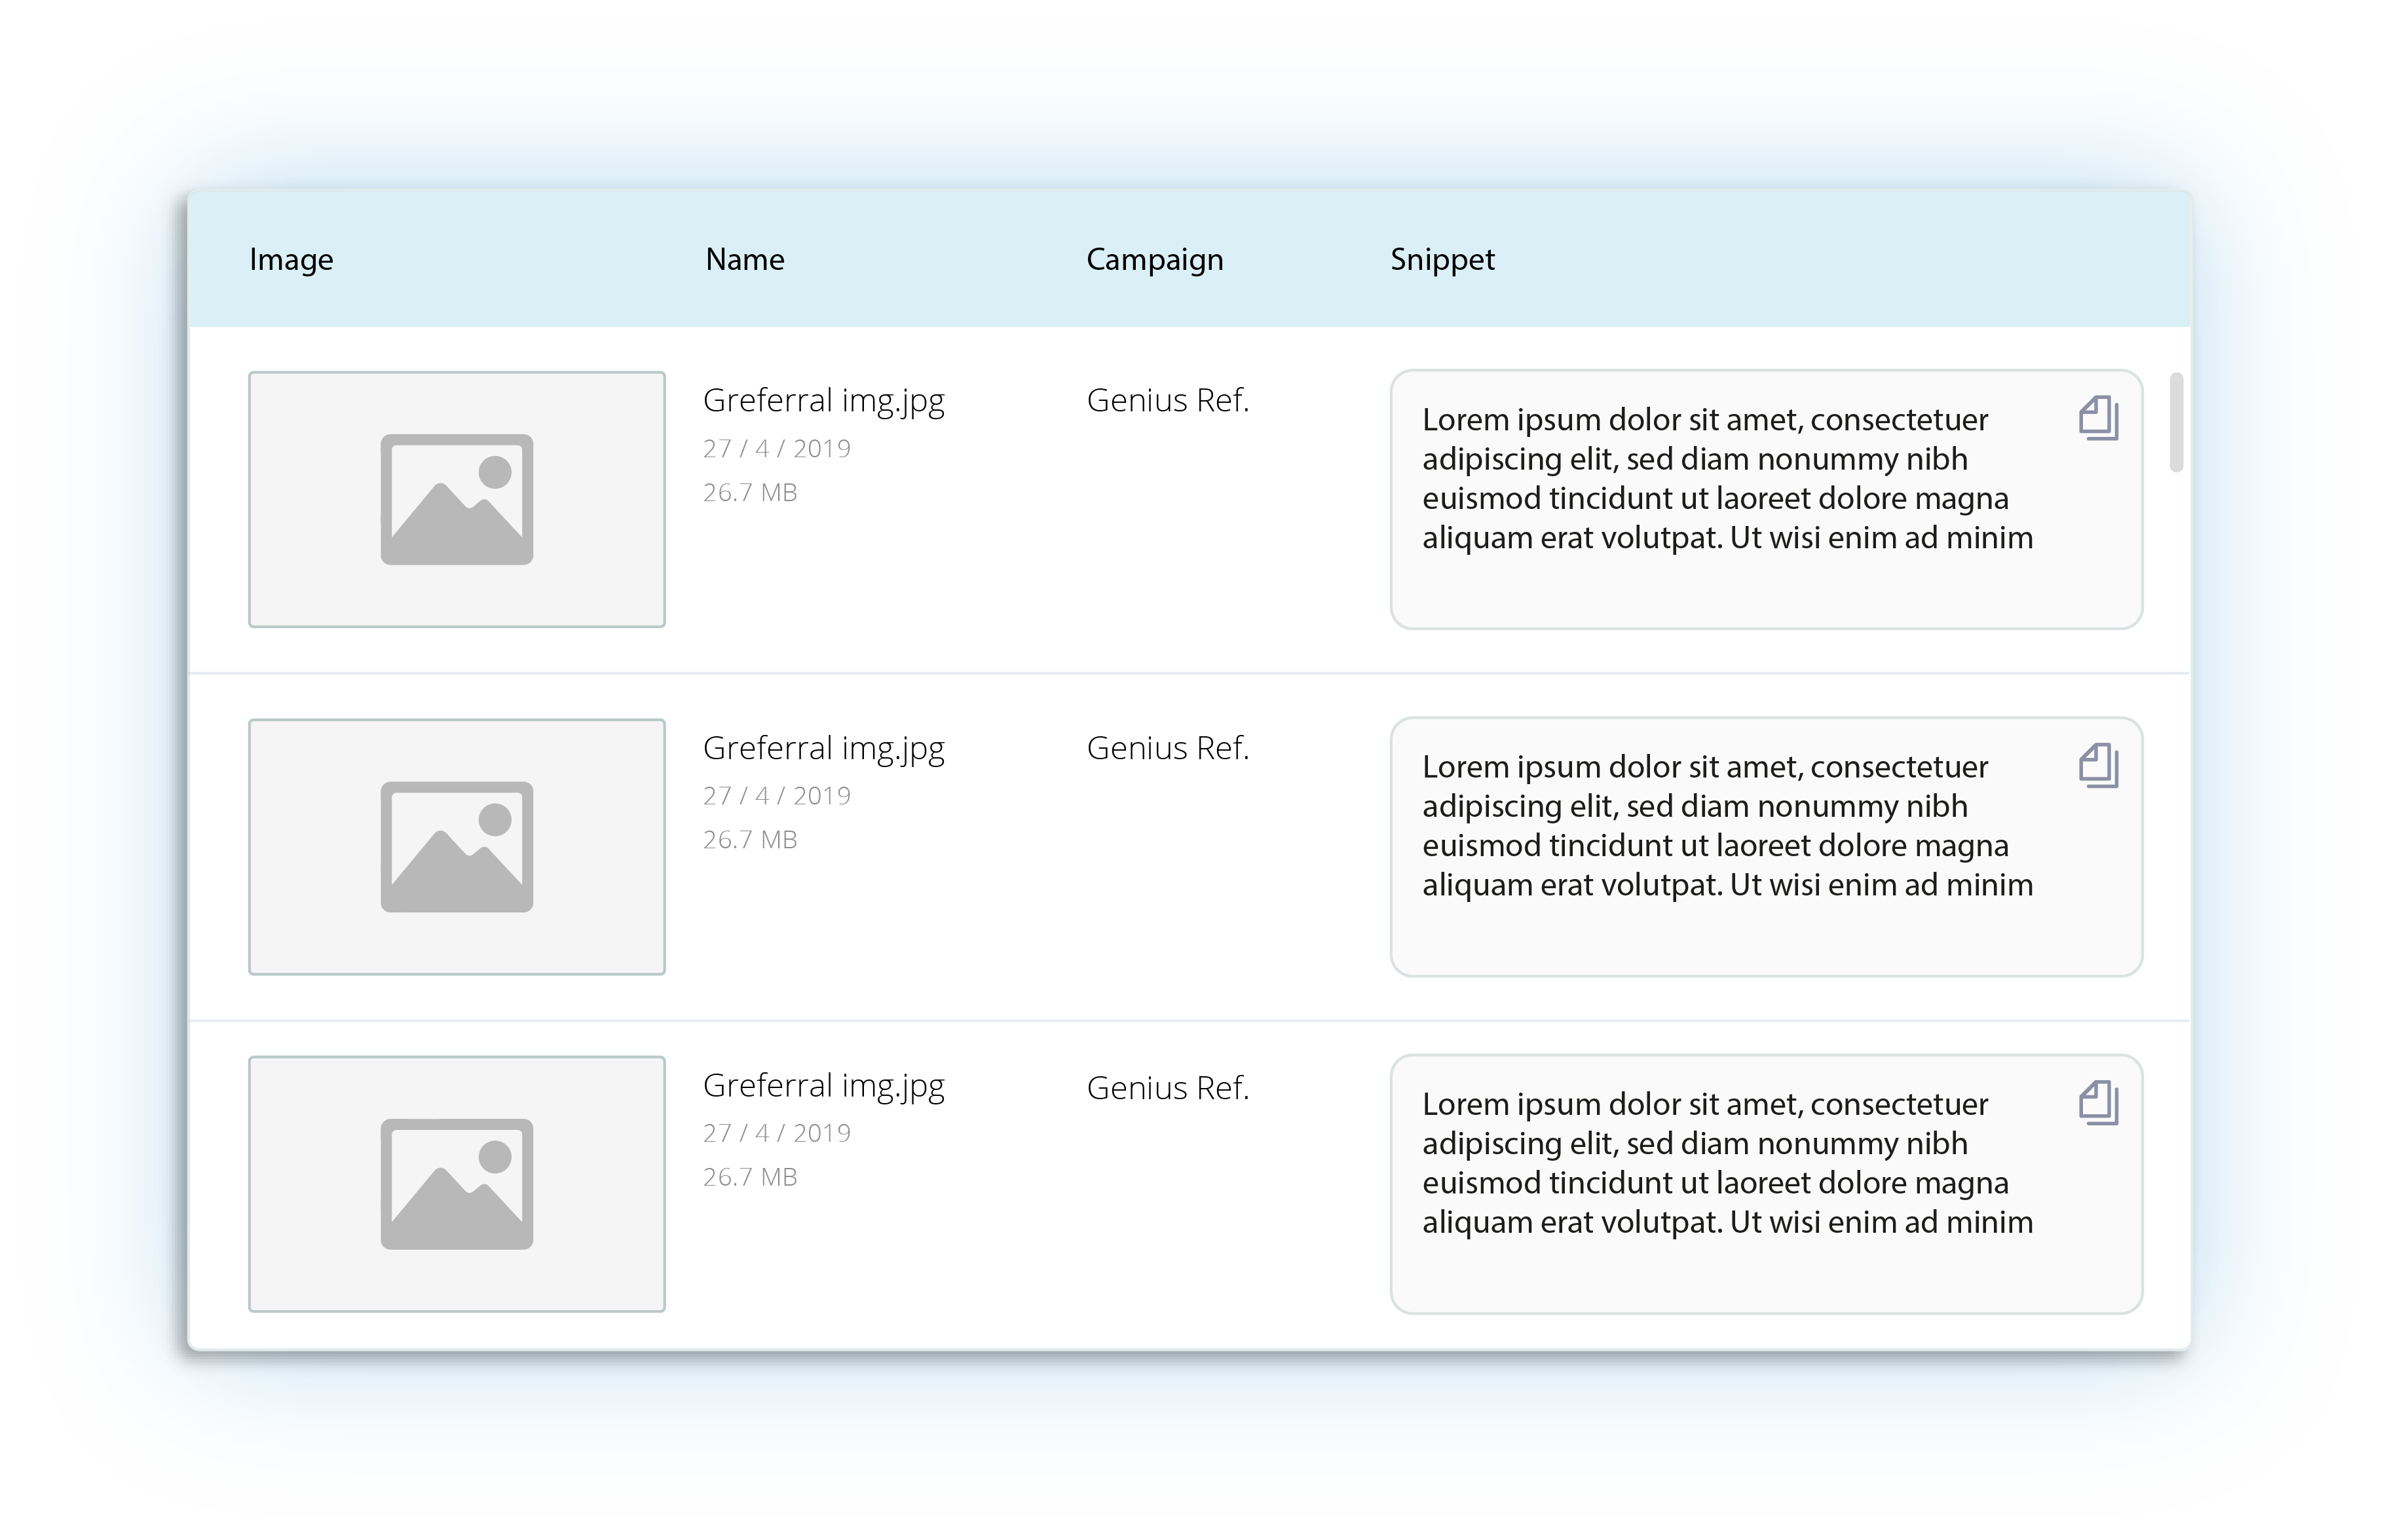 Image Name Campaign Snippet
Greferral img.jpg
27 / 4 / 2019
26.7 MB
Genius Ref.
Lorem ipsum dolor sit amet, consectetuer
adipiscing elit, sed diam nonummy nibh
euismod tincidunt ut laoreet dolore magna
aliquam erat volutpat. Ut wisi enim ad minim
Greferral img.jpg
27 / 4 / 2019
26.7 MB
Genius Ref.
Lorem ipsum dolor sit amet, consectetuer
adipiscing elit, sed diam nonummy nibh
euismod tincidunt ut laoreet dolore magna
aliquam erat volutpat. Ut wisi enim ad minim
Greferral img.jpg
27 / 4 / 2019
26.7 MB
Genius Ref.
Lorem ipsum dolor sit amet, consectetuer
adipiscing elit, sed diam nonummy nibh
euismod tincidunt ut laoreet dolore magna
aliquam erat volutpat. Ut wisi enim ad minim